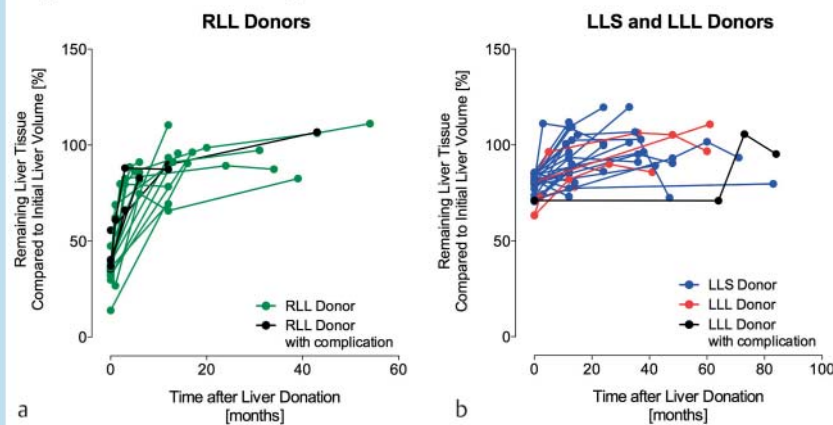 RLL Donors
150
100
50
0
Remaining Liver Tissue
Compared to Initial Liver Volume [%]
RLL Donor
RLL Donor
with complication
0
20
40
60
Time after Liver Donation
[months]
a
LLS and LLL Donors
150
100
50
0
Remaining Liver Tissue
Compared to Initial Liver Volume [%]
LLS Donor
LLL Donor
LLL Donor
with complication
0
20
40
60
80
100
Time after Liver Donation
[months]
b